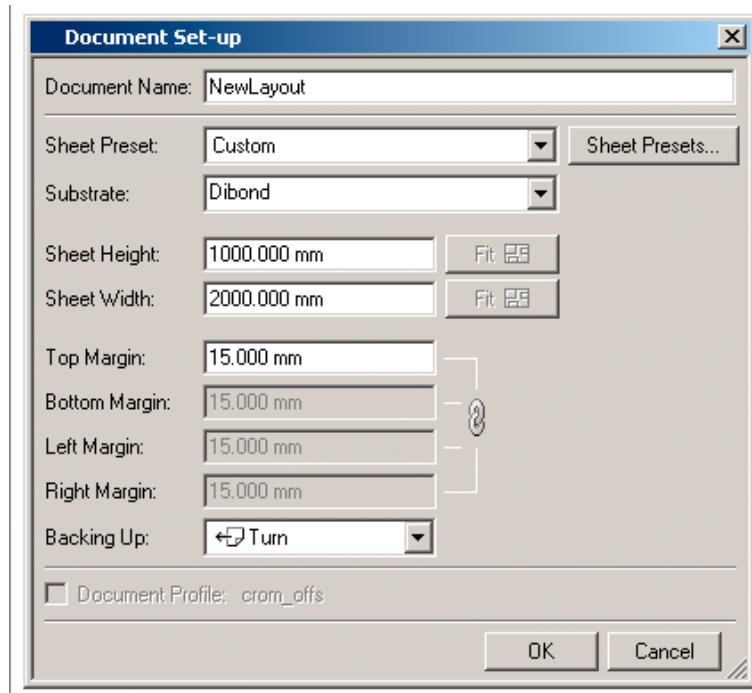 Document Set-up
Document Name: NewLayout
Sheet Preset: Custom Sheet Presets...
Substrate: Dibond
Sheet Height: 1000.000 mm Fit
Sheet Width: 2000.000 mm Fit
Top Margin: 15.000 mm
Bottom Margin: 15.000 mm
Left Margin: 15.000 mm
Right Margin: 15.000 mm
Backing Up: Turn
Document Profile: crom_offs
OK Cancel